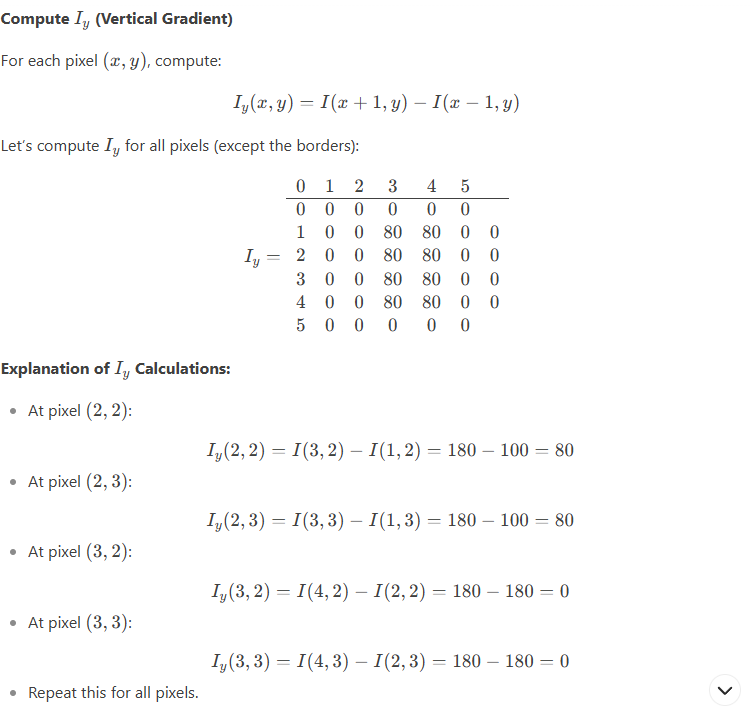 Compute I_y (Vertical Gradient)
For each pixel (x, y), compute:
I_y(x, y) = I(x + 1, y) − I(x − 1, y)
Let's compute I_y for all pixels (except the borders):
0 1 2 3 4 5
0 0 0 0 0 0
1 0 0 80 80 0 0
I_y = 2 0 0 80 80 0 0
3 0 0 80 80 0 0
4 0 0 80 80 0 0
5 0 0 0 0 0
Explanation of I_y Calculations:
• At pixel (2, 2):
I_y(2, 2) = I(3, 2) − I(1, 2) = 180 − 100 = 80
• At pixel (2, 3):
I_y(2, 3) = I(3, 3) − I(1, 3) = 180 − 100 = 80
• At pixel (3, 2):
I_y(3, 2) = I(4, 2) − I(2, 2) = 180 − 180 = 0
• At pixel (3, 3):
I_y(3, 3) = I(4, 3) − I(2, 3) = 180 − 180 = 0
• Repeat this for all pixels.